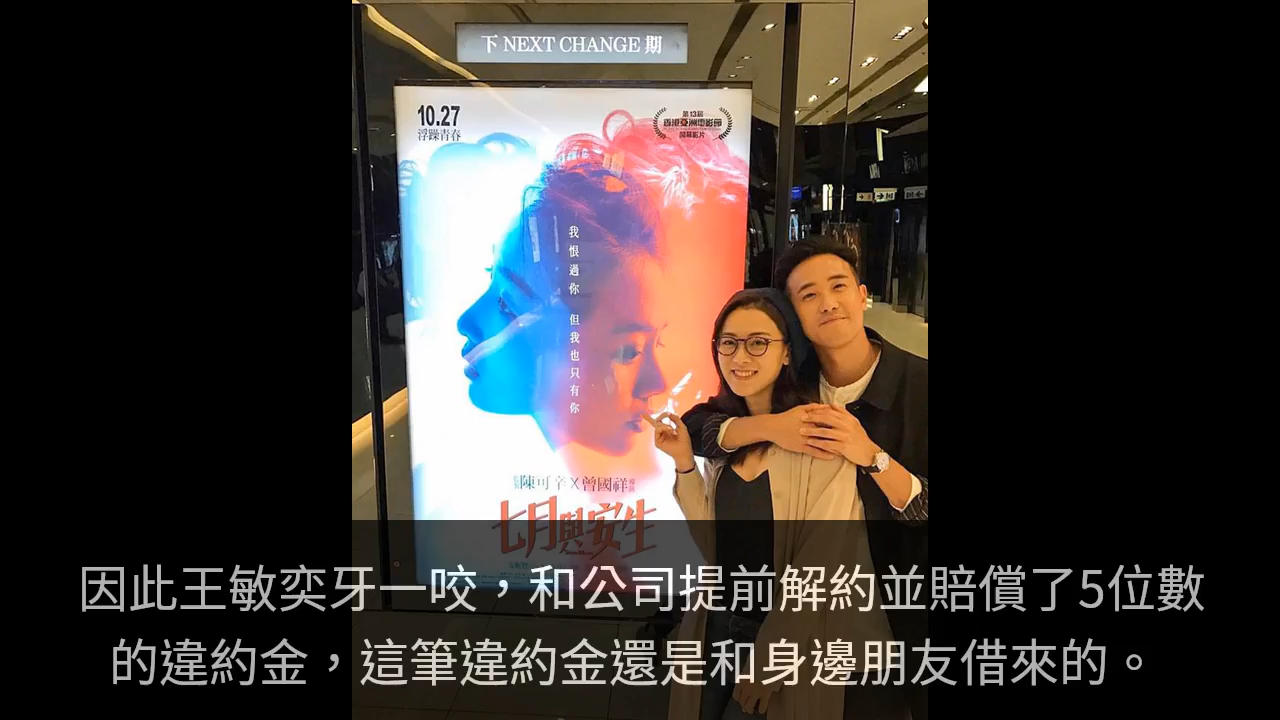 下 NEXT CHANGE 期
10.27
浮躁青春
第13屆
香港亞洲電影節
開幕影片
我恨過你 但我也只有你
陳可辛 X 曾國祥
七月與安生
因此王敏奕牙一咬，和公司提前解約並賠償了5位數
的違約金，這筆違約金還是和身邊朋友借來的。